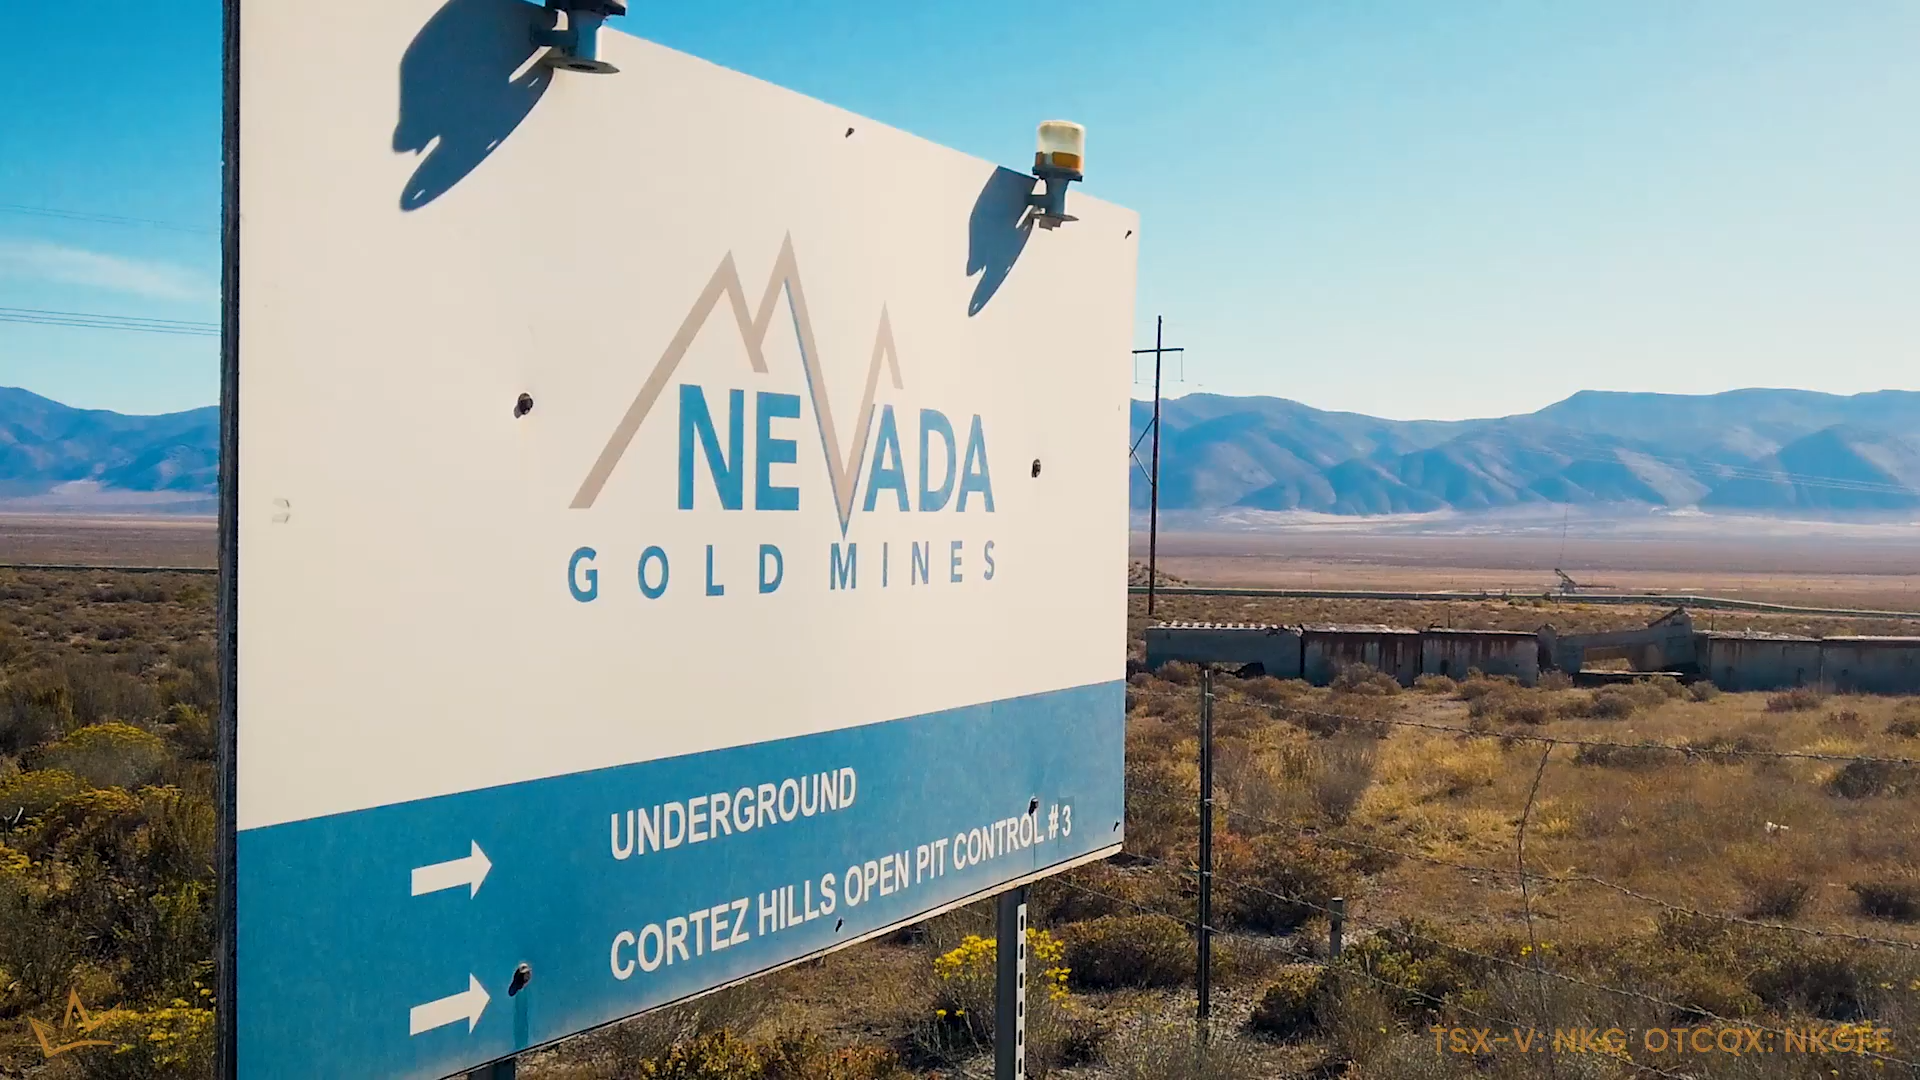 NEVADA
GOLD MINES
UNDERGROUND
CORTEZ HILLS OPEN PIT CONTROL #3
TSX-V: NKG OTCQX: NKGFF